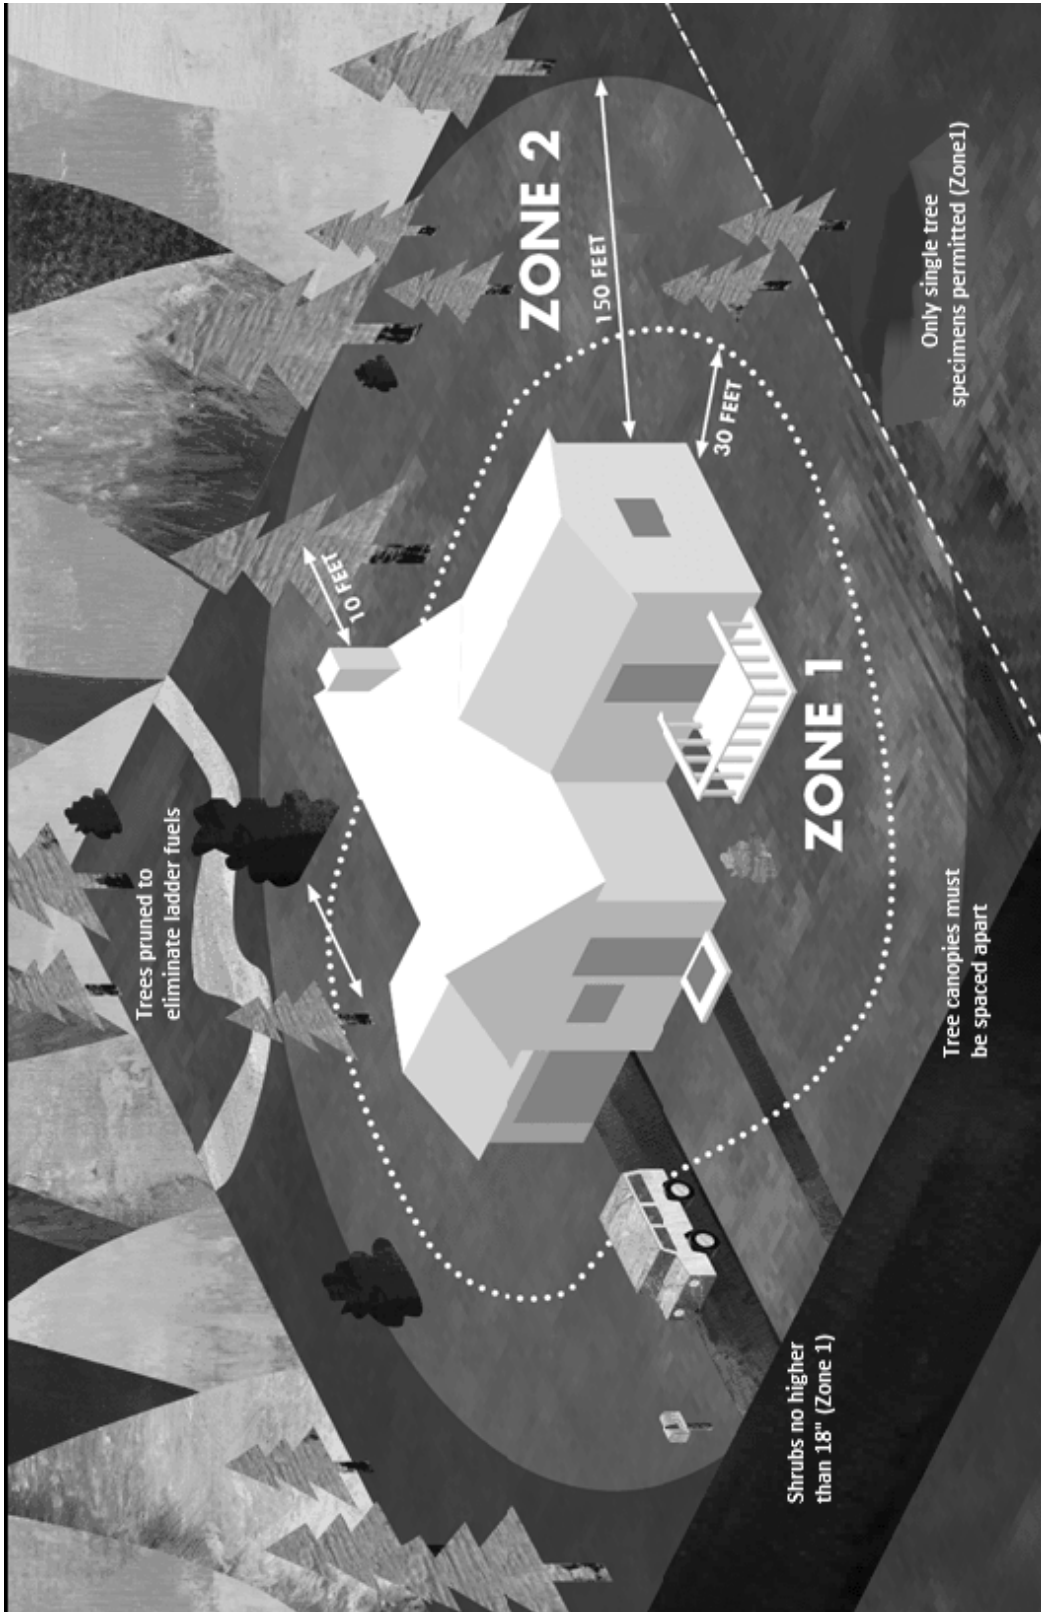 Trees pruned to
eliminate ladder fuels
10 FEET
ZONE 2
150 FEET
30 FEET
ZONE 1
Shrubs no higher
than 18" (Zone 1)
Tree canopies must
be spaced apart
Only single tree
specimens permitted (Zone1)